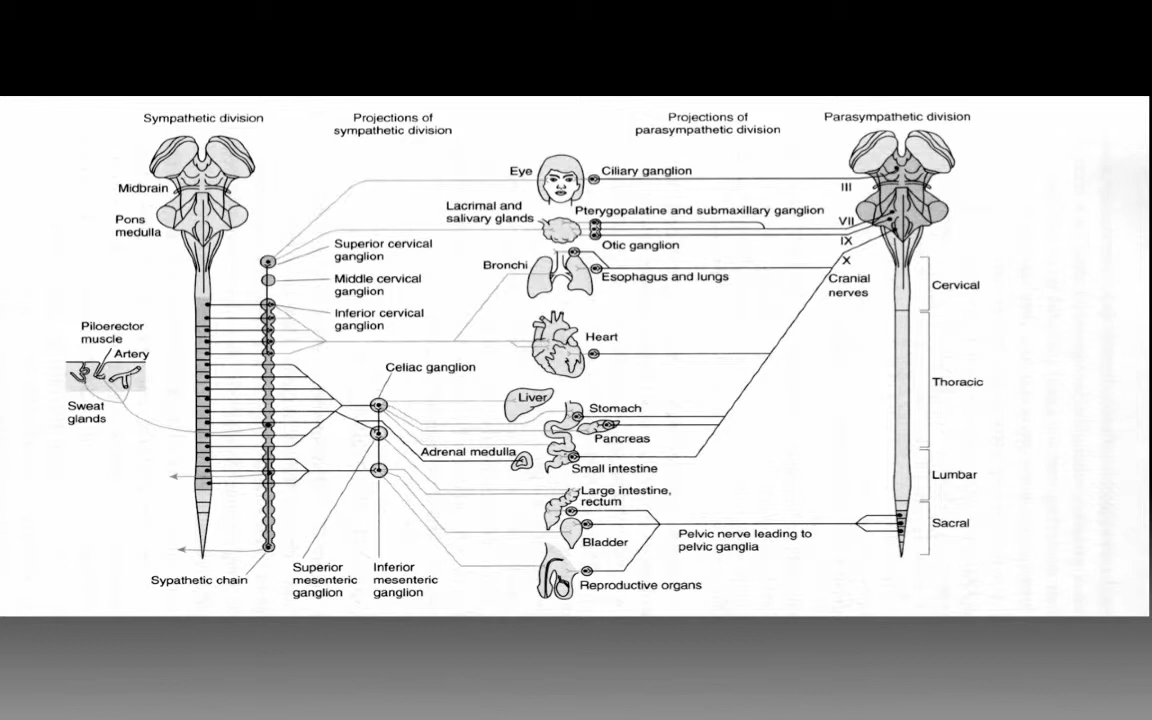 Sympathetic division
Projections of
sympathetic division
Projections of
parasympathetic division
Parasympathetic division
Midbrain
Pons
medulla
Superior cervical
ganglion
Middle cervical
ganglion
Inferior cervical
ganglion
Piloerector
muscle
Artery
Sweat
glands
Celiac ganglion
Adrenal medulla
Sypathetic chain
Superior
mesenteric
ganglion
Inferior
mesenteric
ganglion
Eye
Lacrimal and
salivary glands
Bronchi
Heart
Liver
Stomach
Pancreas
Small intestine
Large intestine,
rectum
Bladder
Reproductive organs
Ciliary ganglion
Pterygopalatine and submaxillary ganglion
Otic ganglion
Esophagus and lungs
Pelvic nerve leading to
pelvic ganglia
III
VII
IX
X
Cranial
nerves
Cervical
Thoracic
Lumbar
Sacral